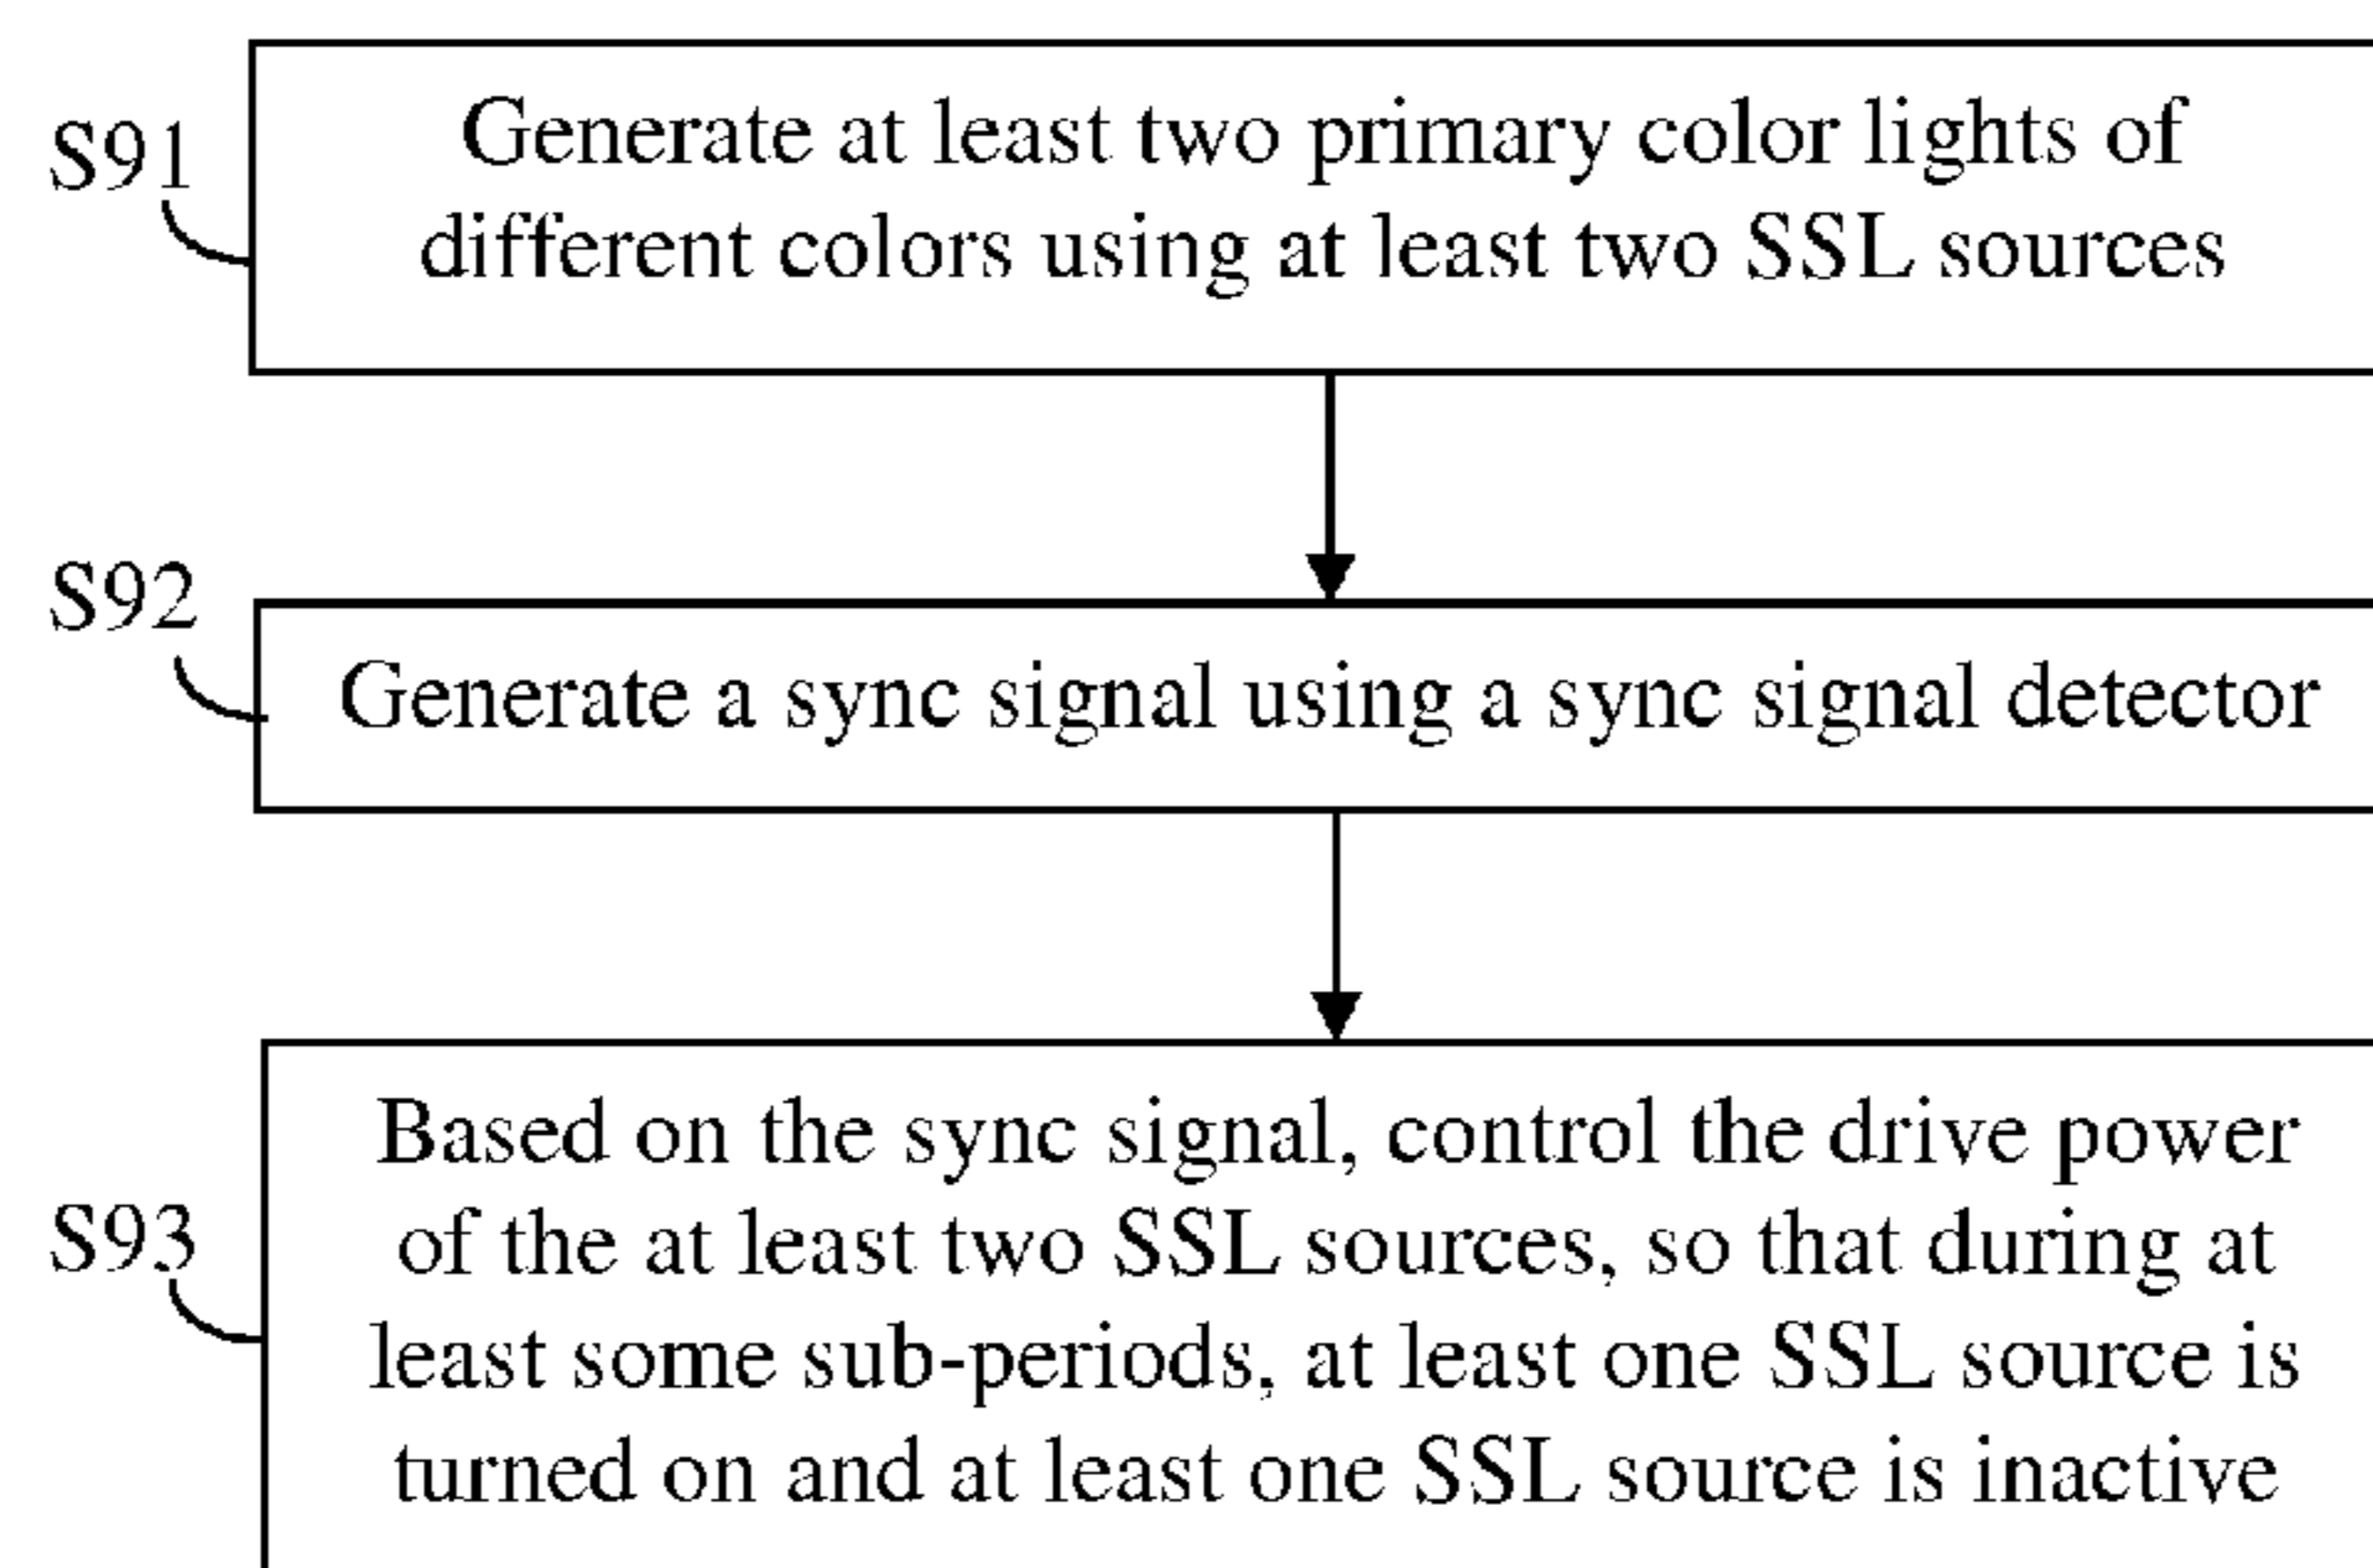 S91
Generate at least two primary color lights of
different colors using at least two SSL sources
S92
Generate a sync signal using a sync signal detector
S93
Based on the sync signal, control the drive power
of the at least two SSL sources, so that during at
least some sub-periods, at least one SSL source is
turned on and at least one SSL source is inactive